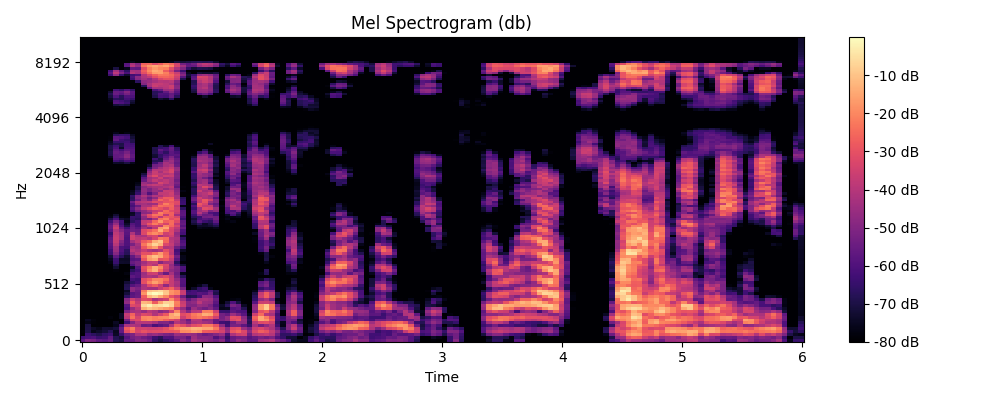 Mel Spectrogram (db)
8192
4096
2048
1024
512
0
Hz
0 1 2 3 4 5 6
Time
-10 dB
-20 dB
-30 dB
-40 dB
-50 dB
-60 dB
-70 dB
-80 dB